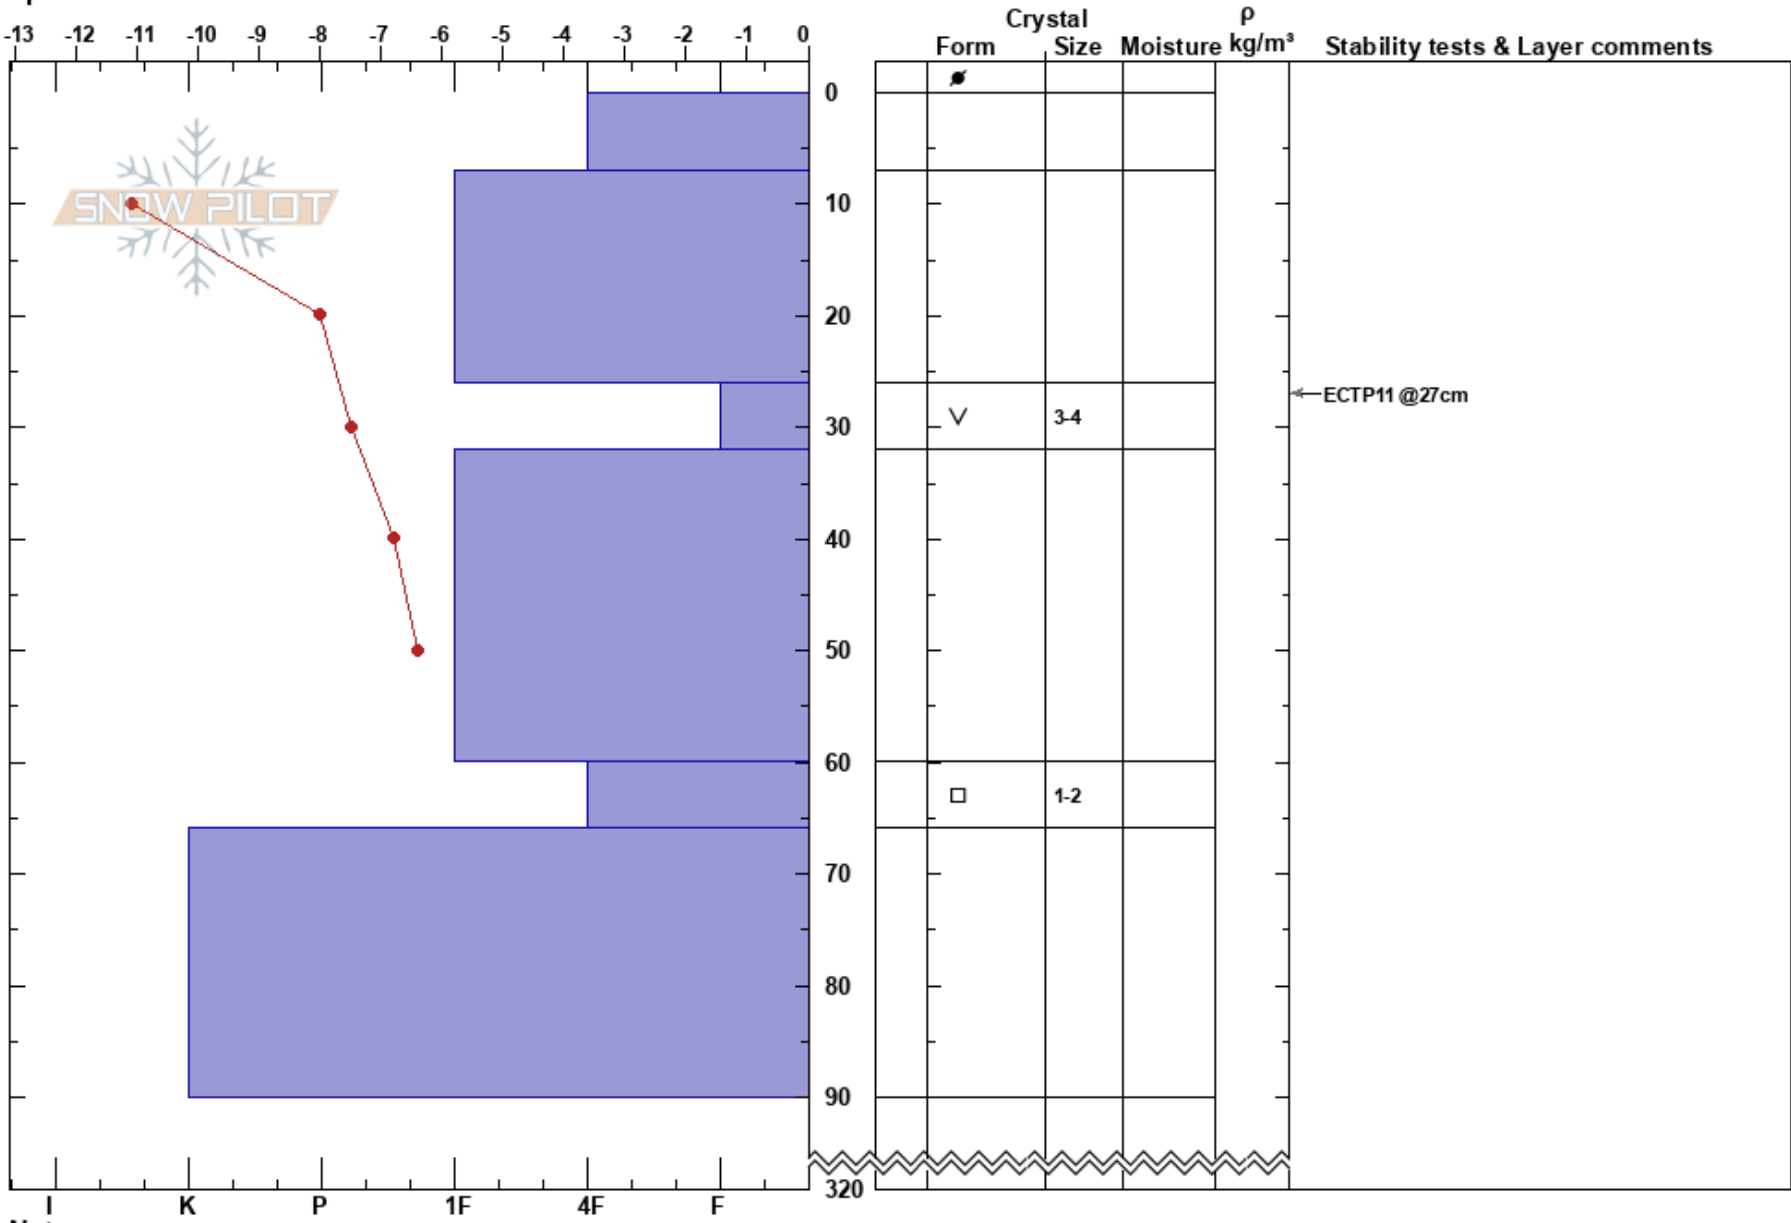 Crystal ρ
-13 -12 -11 -10 -9 -8 -7 -6 -5 -4 -3 -2 -1 0 Form Size Moisture kg/m³ Stability tests & Layer comments
0
SNOW PILOT
10
20
ECTP11 @27cm
3-4
30
40
50
60
1-2
70
80
90
320
I K P 1F 4F F